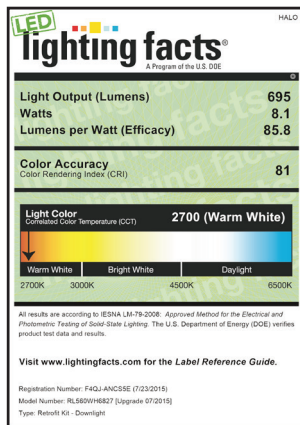 HALO
LED
lighting facts®
A Program of the U.S. DOE
Light Output (Lumens) 695
Watts 8.1
Lumens per Watt (Efficacy) 85.8
Color Accuracy 81
Color Rendering Index (CRI)
Light Color 2700 (Warm White)
Correlated Color Temperature (CCT)
Warm White Bright White Daylight
2700K 3000K 4500K 6500K
All results are according to IESNA LM-79-2008: Approved Method for the Electrical and
Photometric Testing of Solid-State Lighting. The U.S. Department of Energy (DOE) verifies
product test data and results.
Visit www.lightingfacts.com for the Label Reference Guide.
Registration Number: F4QJ-ANCS5E (7/23/2015)
Model Number: RL560WH6827 [Upgrade 07/2015]
Type: Retrofit Kit - Downlight